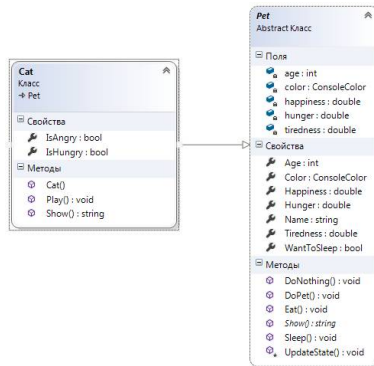 Cat
Класс
Pet
Свойства
IsAngry : bool
IsHungry : bool
Методы
Cat()
Play() : void
Show() : string
Pet
Abstract Класс
Поля
age : int
color : ConsoleColor
happiness : double
hunger : double
tiredness : double
Свойства
Age : int
Color : ConsoleColor
Happiness : double
Hunger : double
Name : string
Tiredness : double
WantToSleep : bool
Методы
DoNothing() : void
DoPet() : void
Eat() : void
Show() : string
Sleep() : void
UpdateState() : void